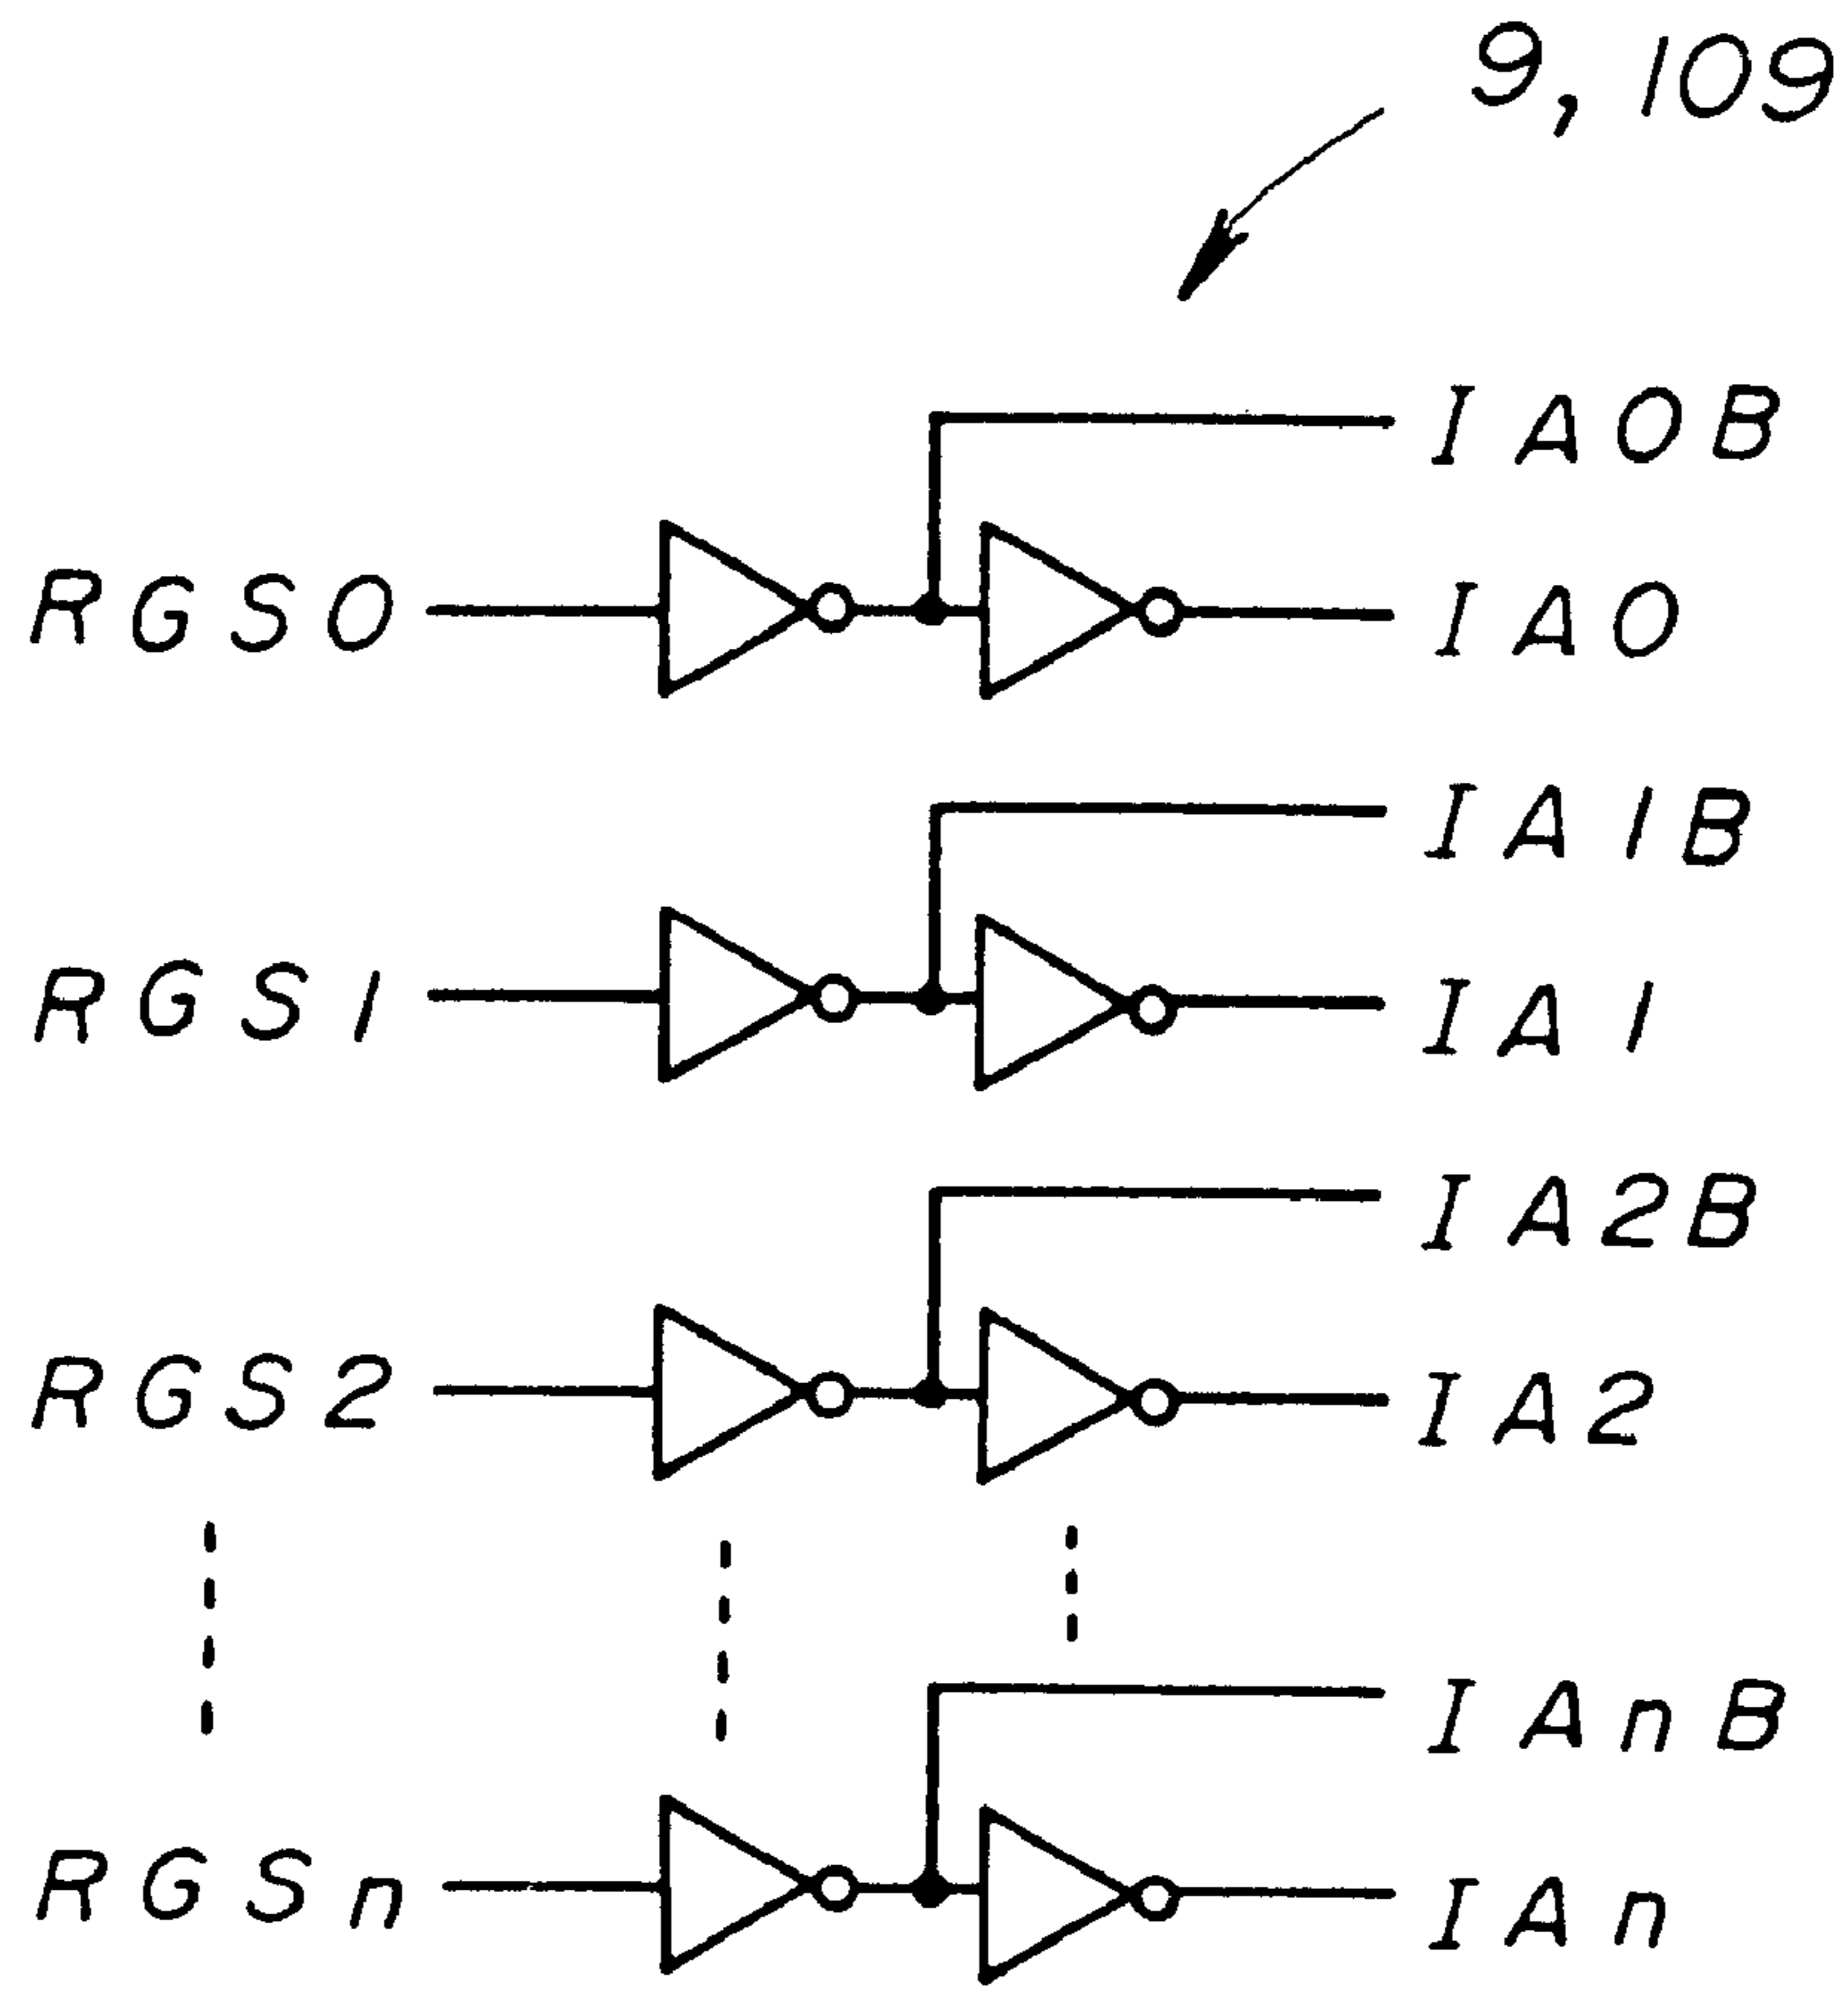 9, 109
IA0B
RGS0
IA0
IA1B
RGS1
IA1
IA2B
RGS2
IA2
IAnB
RGSn
IAn